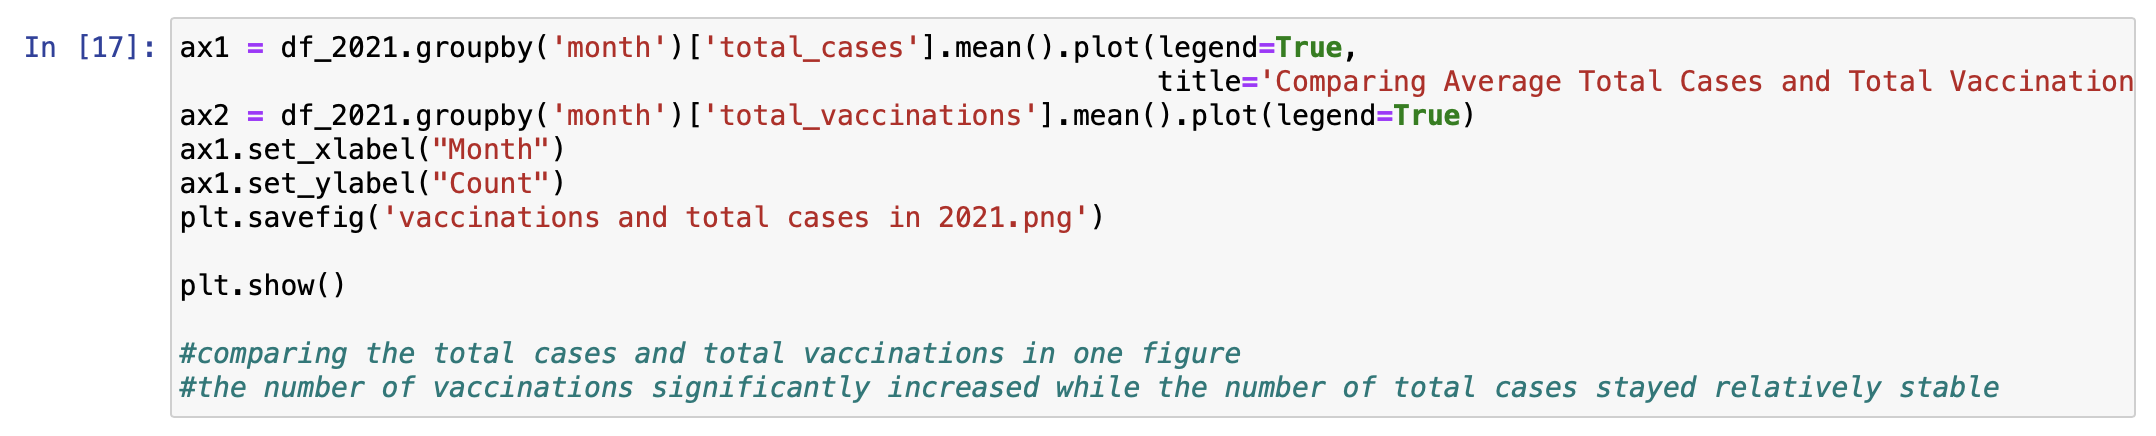 In [17]: ax1 = df_2021.groupby('month')['total_cases'].mean().plot(legend=True,
title='Comparing Average Total Cases and Total Vaccination
ax2 = df_2021.groupby('month')['total_vaccinations'].mean().plot(legend=True)
ax1.set_xlabel("Month")
ax1.set_ylabel("Count")
plt.savefig('vaccinations and total cases in 2021.png')
plt.show()
#comparing the total cases and total vaccinations in one figure
#the number of vaccinations significantly increased while the number of total cases stayed relatively stable